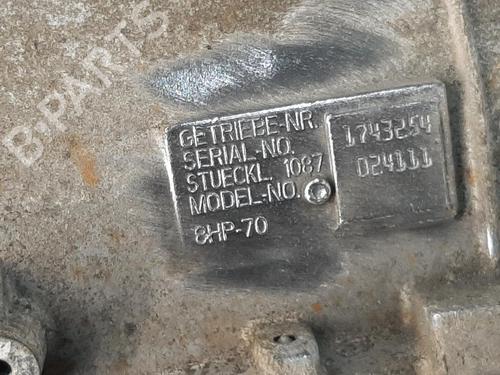 B-PARTS
GETRIEBE-NR. 1743254
SERIAL-NO.
STUECKL. 1087 024111
MODEL-NO.
8HP-70